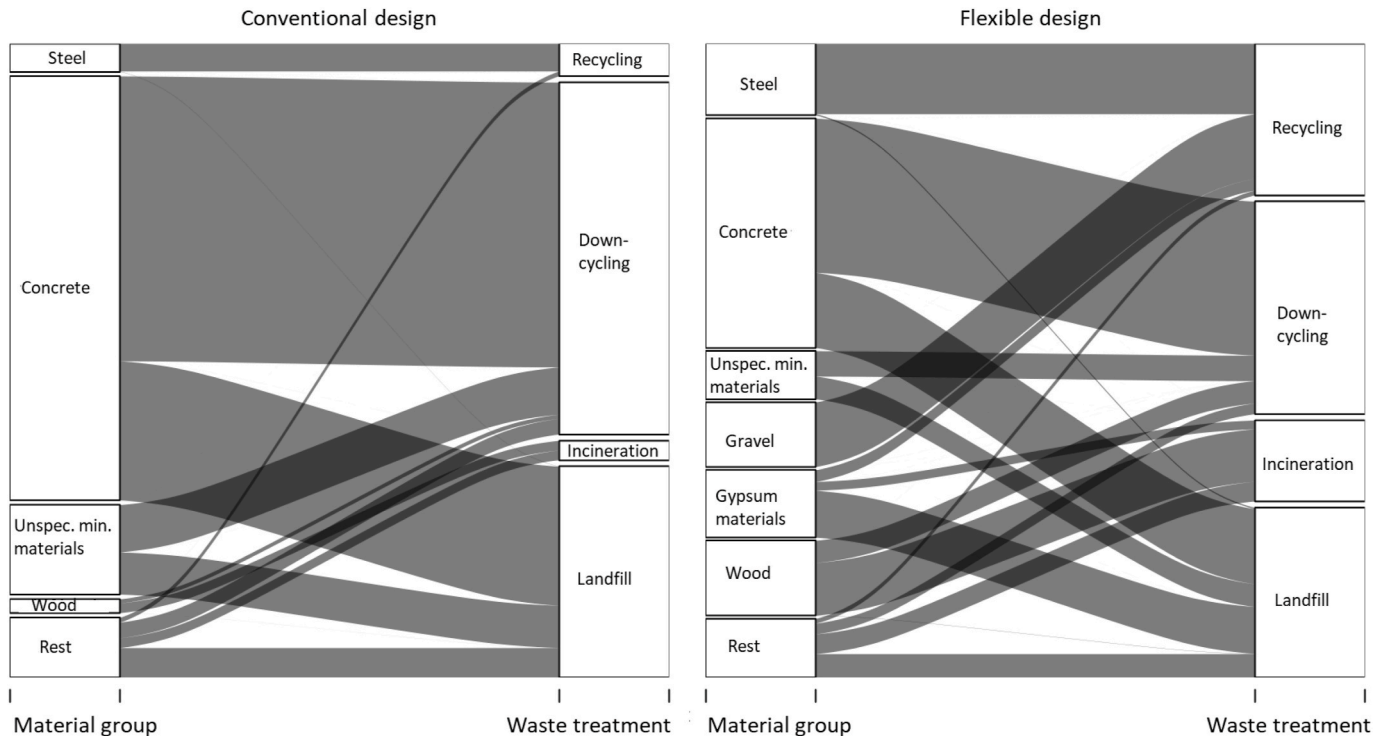 Conventional design
Steel
Concrete
Unspec. min.
materials
Wood
Rest
Recycling
Down-
cycling
Incineration
Landfill
Material group
Waste treatment
Flexible design
Steel
Concrete
Unspec. min.
materials
Gravel
Gypsum
materials
Wood
Rest
Recycling
Down-
cycling
Incineration
Landfill
Material group
Waste treatment